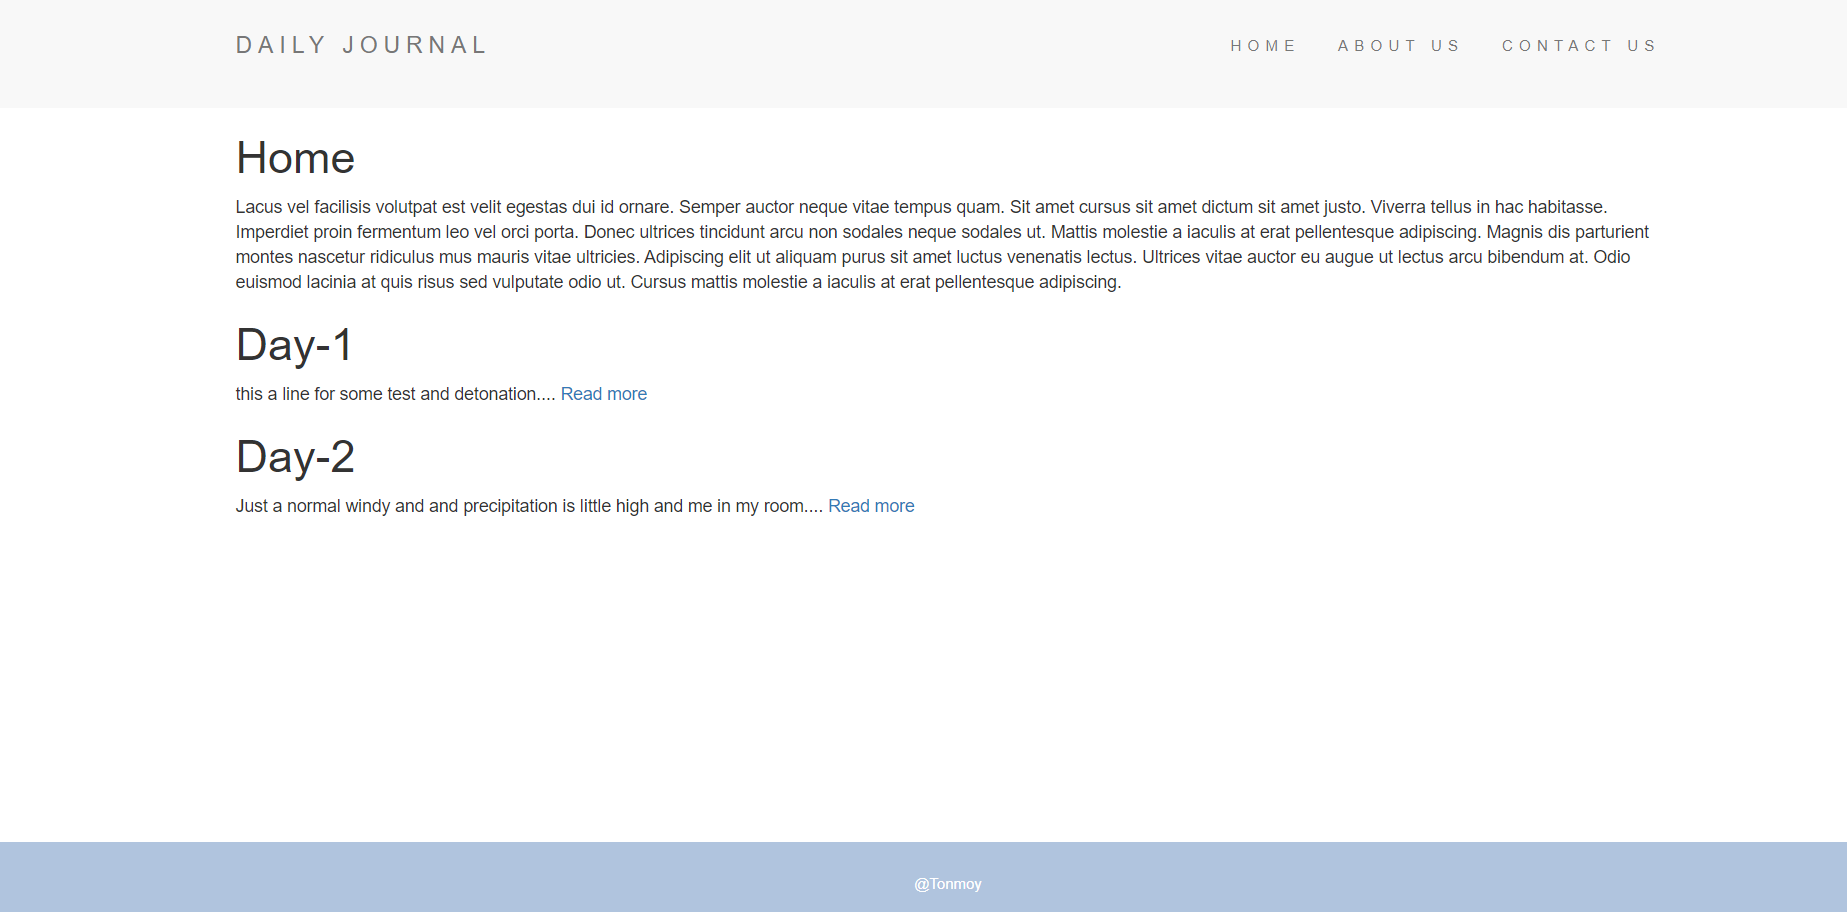 DAILY JOURNAL
HOME ABOUT US CONTACT US
Home
Lacus vel facilisis volutpat est velit egestas dui id ornare. Semper auctor neque vitae tempus quam. Sit amet cursus sit amet dictum sit amet justo. Viverra tellus in hac habitasse.
Imperdiet proin fermentum leo vel orci porta. Donec ultrices tincidunt arcu non sodales neque sodales ut. Mattis molestie a iaculis at erat pellentesque adipiscing. Magnis dis parturient
montes nascetur ridiculus mus mauris vitae ultricies. Adipiscing elit ut aliquam purus sit amet luctus venenatis lectus. Ultrices vitae auctor eu augue ut lectus arcu bibendum at. Odio
euismod lacinia at quis risus sed vulputate odio ut. Cursus mattis molestie a iaculis at erat pellentesque adipiscing.
Day-1
this a line for some test and detonation.... Read more
Day-2
Just a normal windy and and precipitation is little high and me in my room.... Read more
@Tonmoy